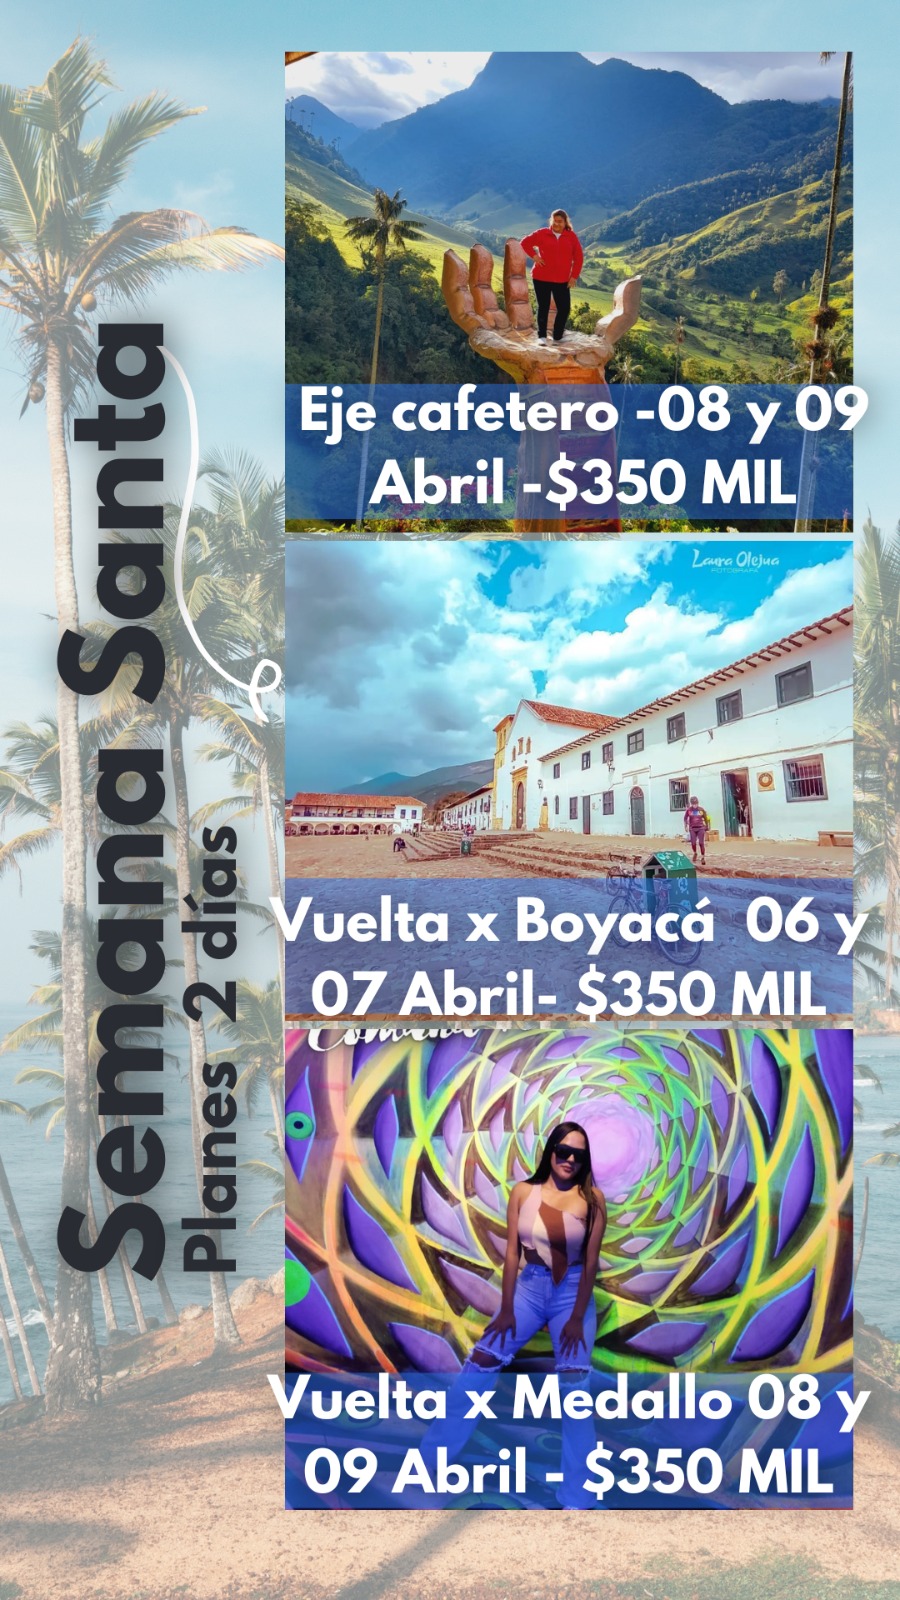 Semana Santa
Planes 2 días
Eje cafetero -08 y 09
Abril -$350 MIL
Laura Olejua
FOTOGRAFA
Vuelta x Boyacá 06 y
07 Abril- $350 MIL
Vuelta x Medallo 08 y
09 Abril - $350 MIL